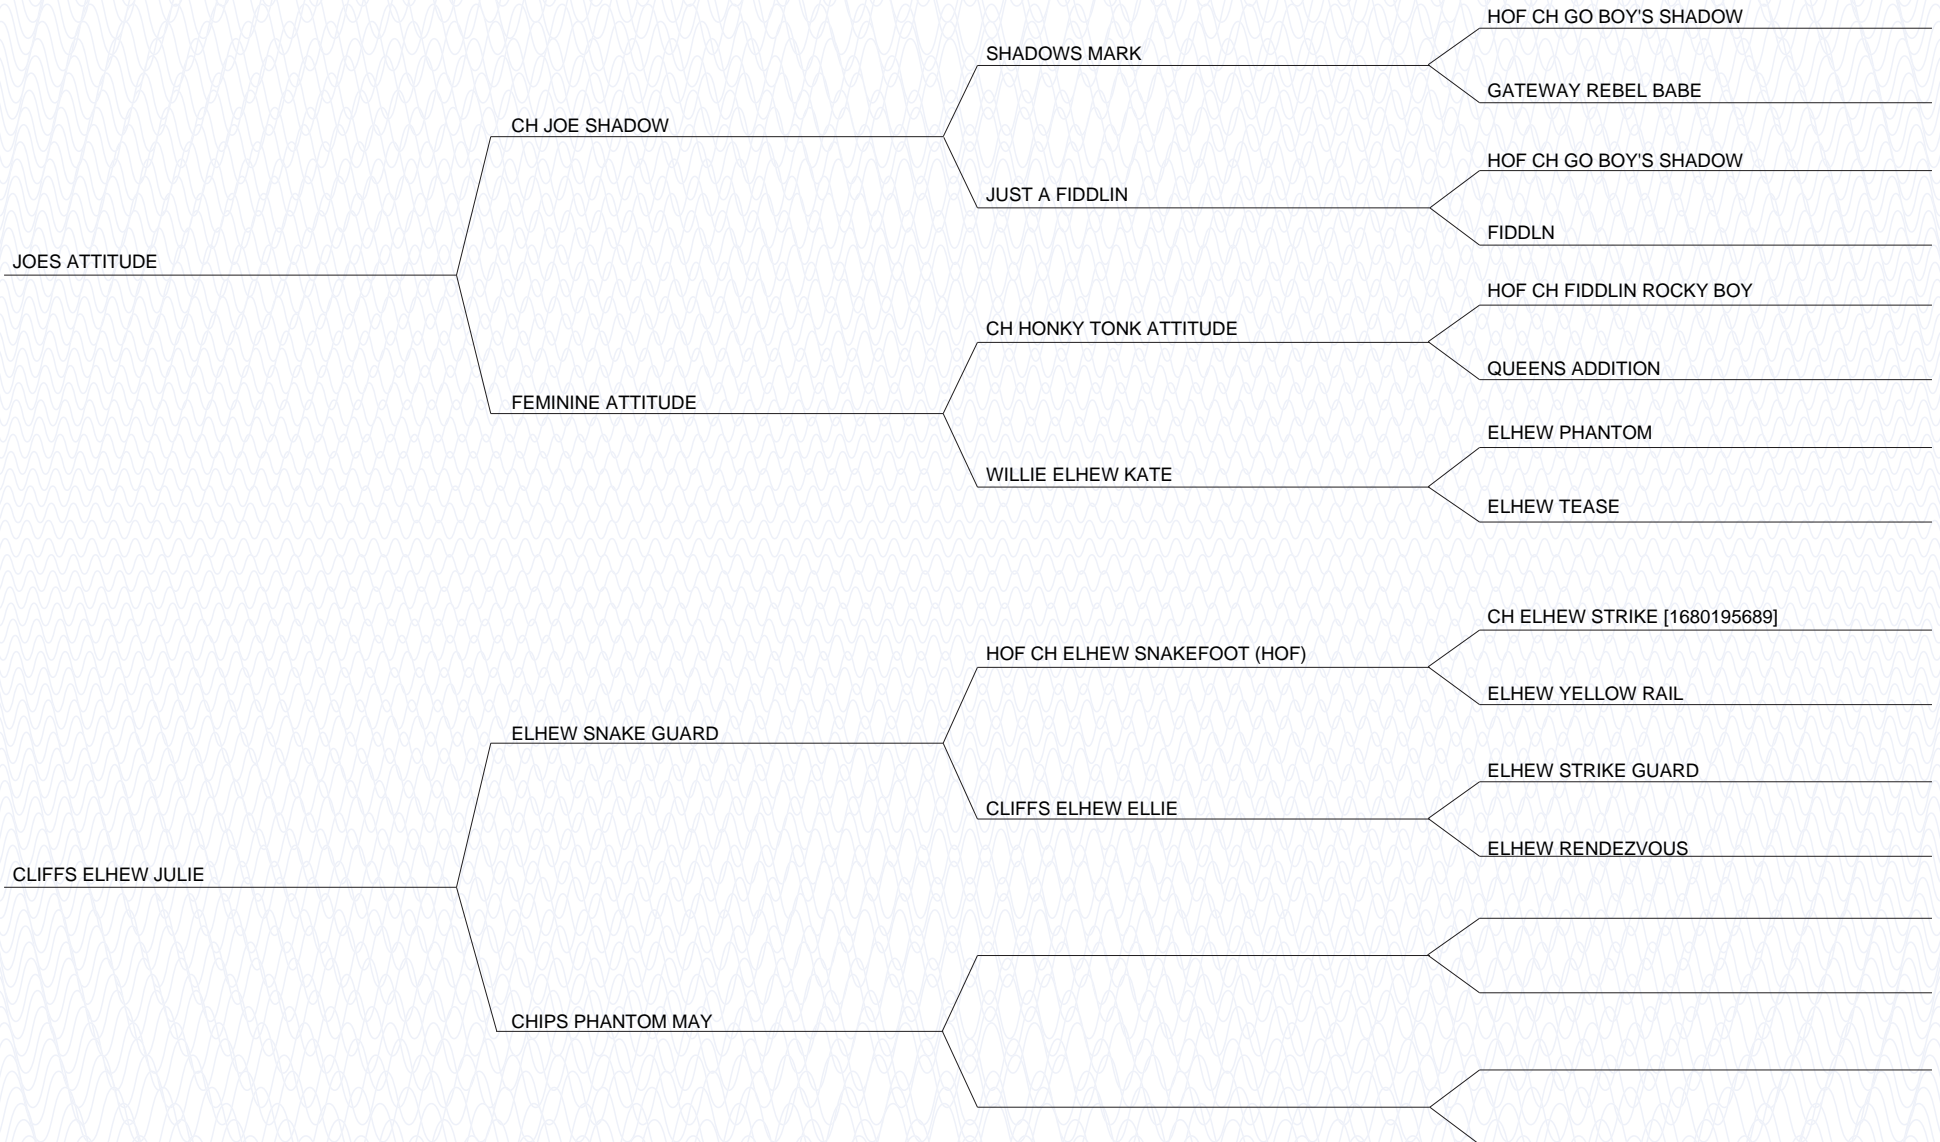 HOF CH GO BOY'S SHADOW
SHADOWS MARK
GATEWAY REBEL BABE
CH JOE SHADOW
HOF CH GO BOY'S SHADOW
JUST A FIDDLIN
FIDDLN
JOES ATTITUDE
HOF CH FIDDLIN ROCKY BOY
CH HONKY TONK ATTITUDE
QUEENS ADDITION
FEMININE ATTITUDE
ELHEW PHANTOM
WILLIE ELHEW KATE
ELHEW TEASE
CH ELHEW STRIKE [1680195689]
HOF CH ELHEW SNAKEFOOT (HOF)
ELHEW YELLOW RAIL
ELHEW SNAKE GUARD
ELHEW STRIKE GUARD
CLIFFS ELHEW ELLIE
ELHEW RENDEZVOUS
CLIFFS ELHEW JULIE
CHIPS PHANTOM MAY